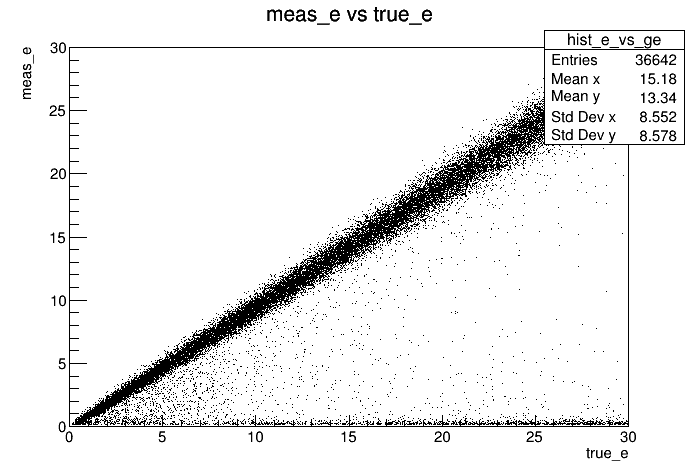 meas_e vs true_e
hist_e_vs_ge
Entries 36642
Mean x 15.18
Mean y 13.34
Std Dev x 8.552
Std Dev y 8.578
meas_e
30
25
20
15
10
5
0
0 5 10 15 20 25 30
true_e